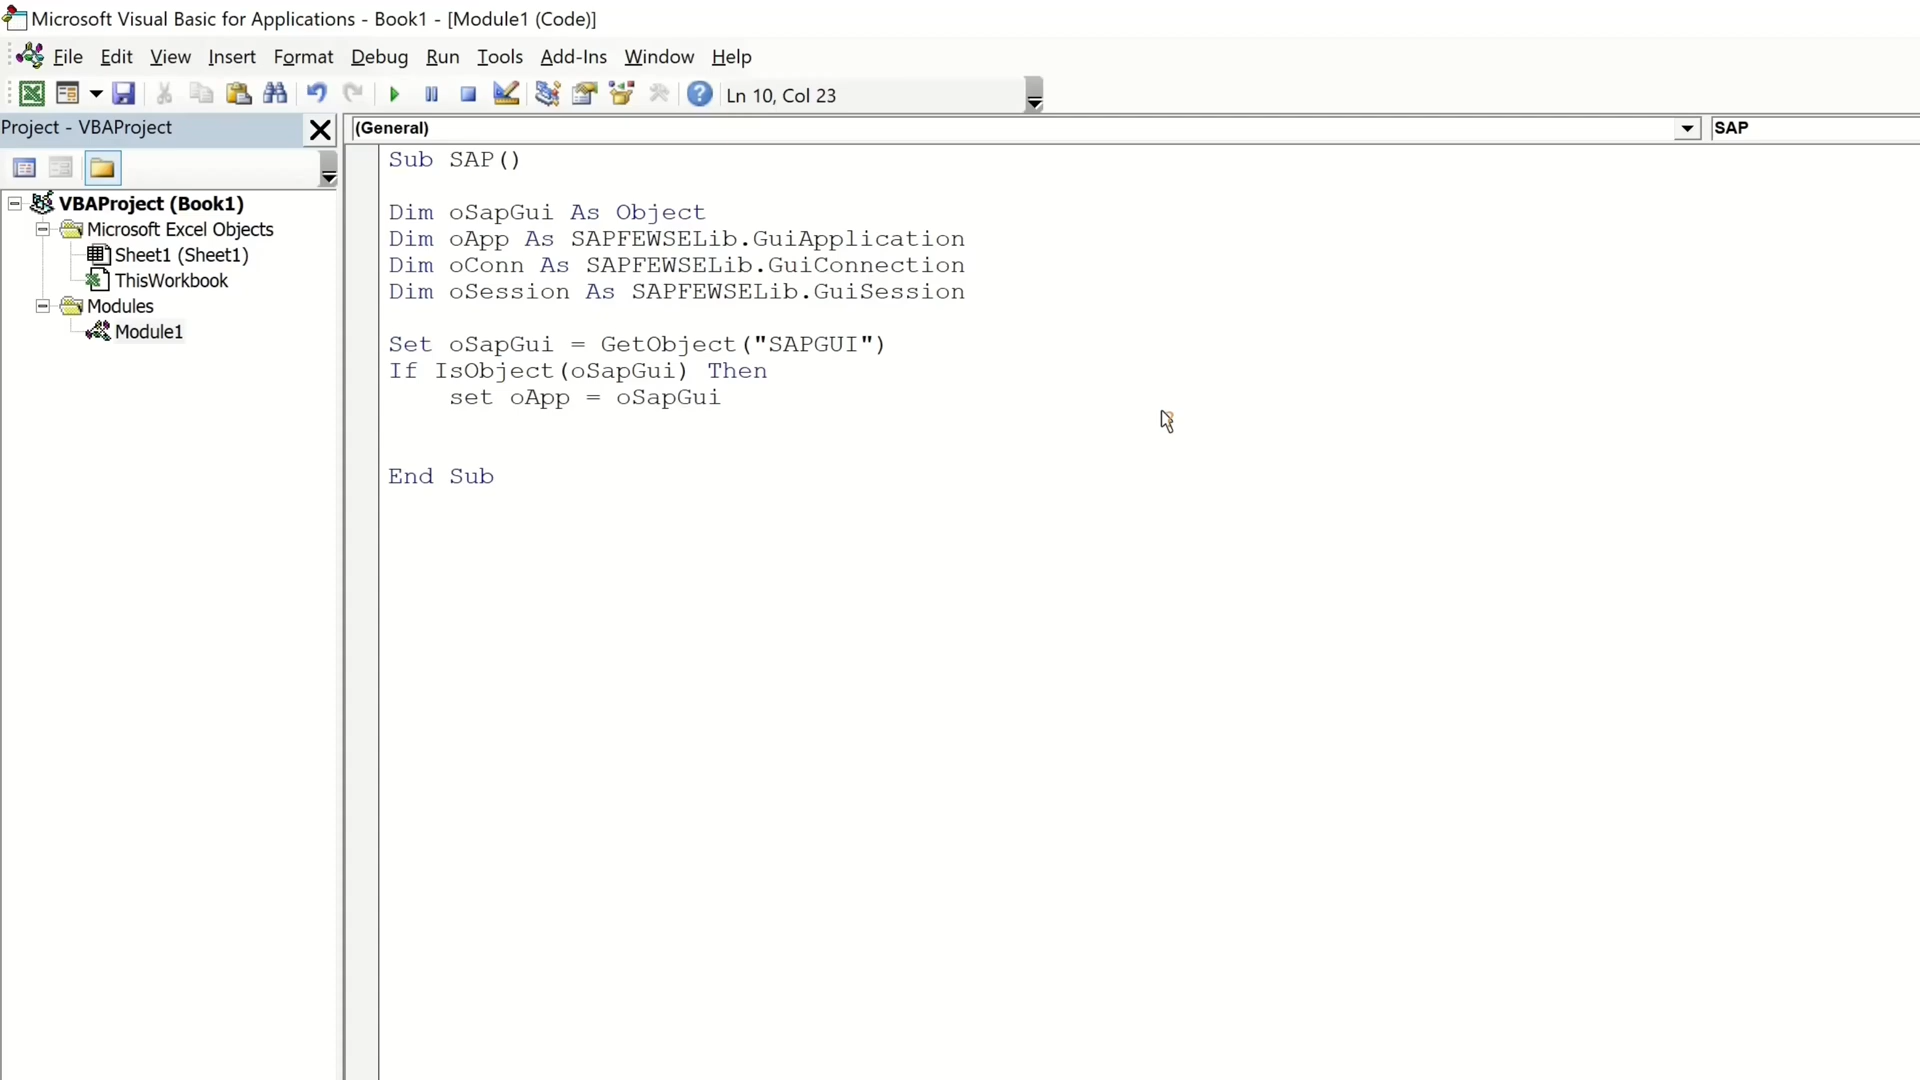 Microsoft Visual Basic for Applications - Book1 - [Module1 (Code)]
File Edit View Insert Format Debug Run Tools Add-Ins Window Help
Ln 10, Col 23
Project - VBAProject
(General)
SAP
VBAProject (Book1)
Microsoft Excel Objects
Sheet1 (Sheet1)
ThisWorkbook
Modules
Module1
Sub SAP()
Dim oSapGui As Object
Dim oApp As SAPFEWSELib.GuiApplication
Dim oConn As SAPFEWSELib.GuiConnection
Dim oSession As SAPFEWSELib.GuiSession
Set oSapGui = GetObject("SAPGUI")
If IsObject(oSapGui) Then
set oApp = oSapGui
End Sub